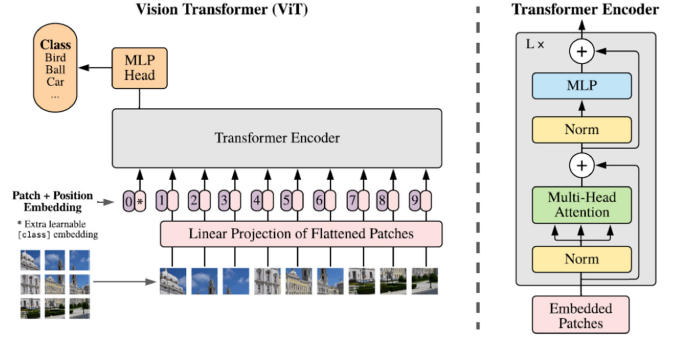 Vision Transformer (ViT)
Class
Bird
Ball
Car
...
MLP
Head
Transformer Encoder
Patch + Position
Embedding
0 * 1 2 3 4 5 6 7 8 9
* Extra learnable
[class] embedding
Linear Projection of Flattened Patches
Transformer Encoder
L ×
+
MLP
Norm
+
Multi-Head
Attention
Norm
Embedded
Patches